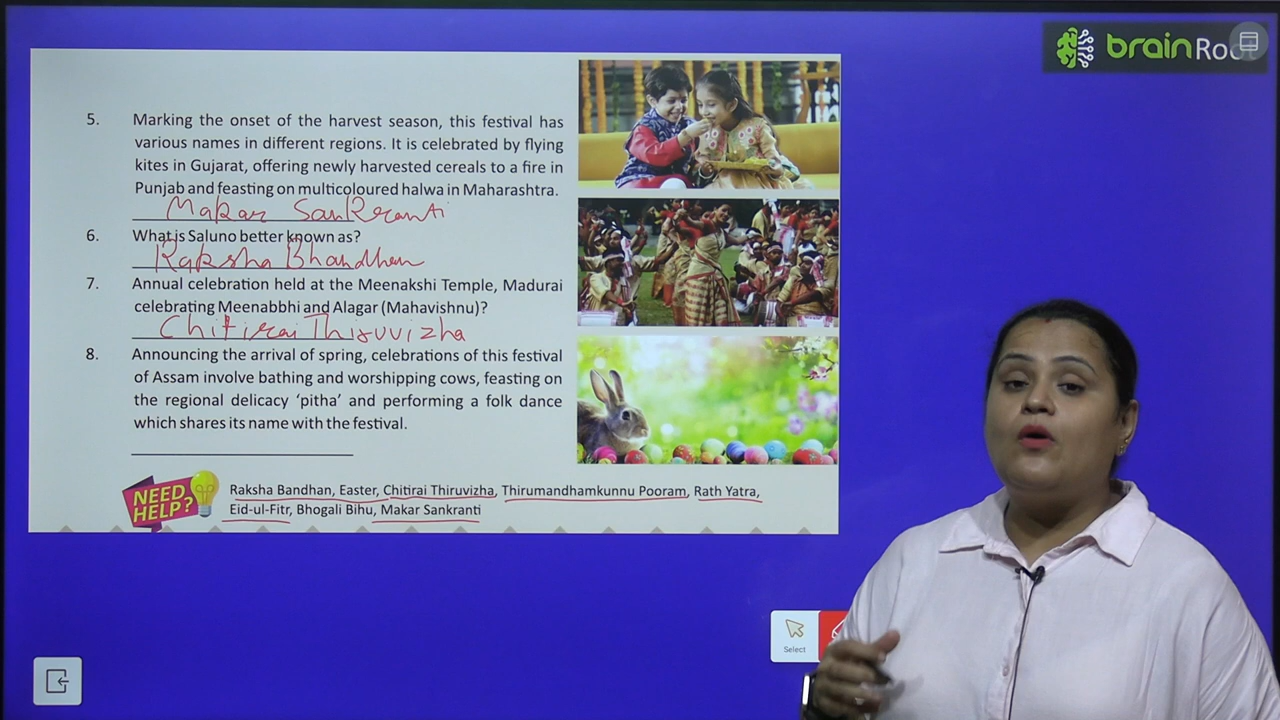 brainRoot
5. Marking the onset of the harvest season, this festival has
various names in different regions. It is celebrated by flying
kites in Gujarat, offering newly harvested cereals to a fire in
Punjab and feasting on multicoloured halwa in Maharashtra.
Makar Sankranti
6. What is Saluno better known as?
Raksha Bhandhan
7. Annual celebration held at the Meenakshi Temple, Madurai
celebrating Meenabbhi and Alagar (Mahavishnu)?
Chitirai Thiruvizha
8. Announcing the arrival of spring, celebrations of this festival
of Assam involve bathing and worshipping cows, feasting on
the regional delicacy ‘pitha’ and performing a folk dance
which shares its name with the festival.
NEED
HELP?
Raksha Bandhan, Easter, Chitirai Thiruvizha, Thirumandhamkunnu Pooram, Rath Yatra,
Eid-ul-Fitr, Bhogali Bihu, Makar Sankranti
Select